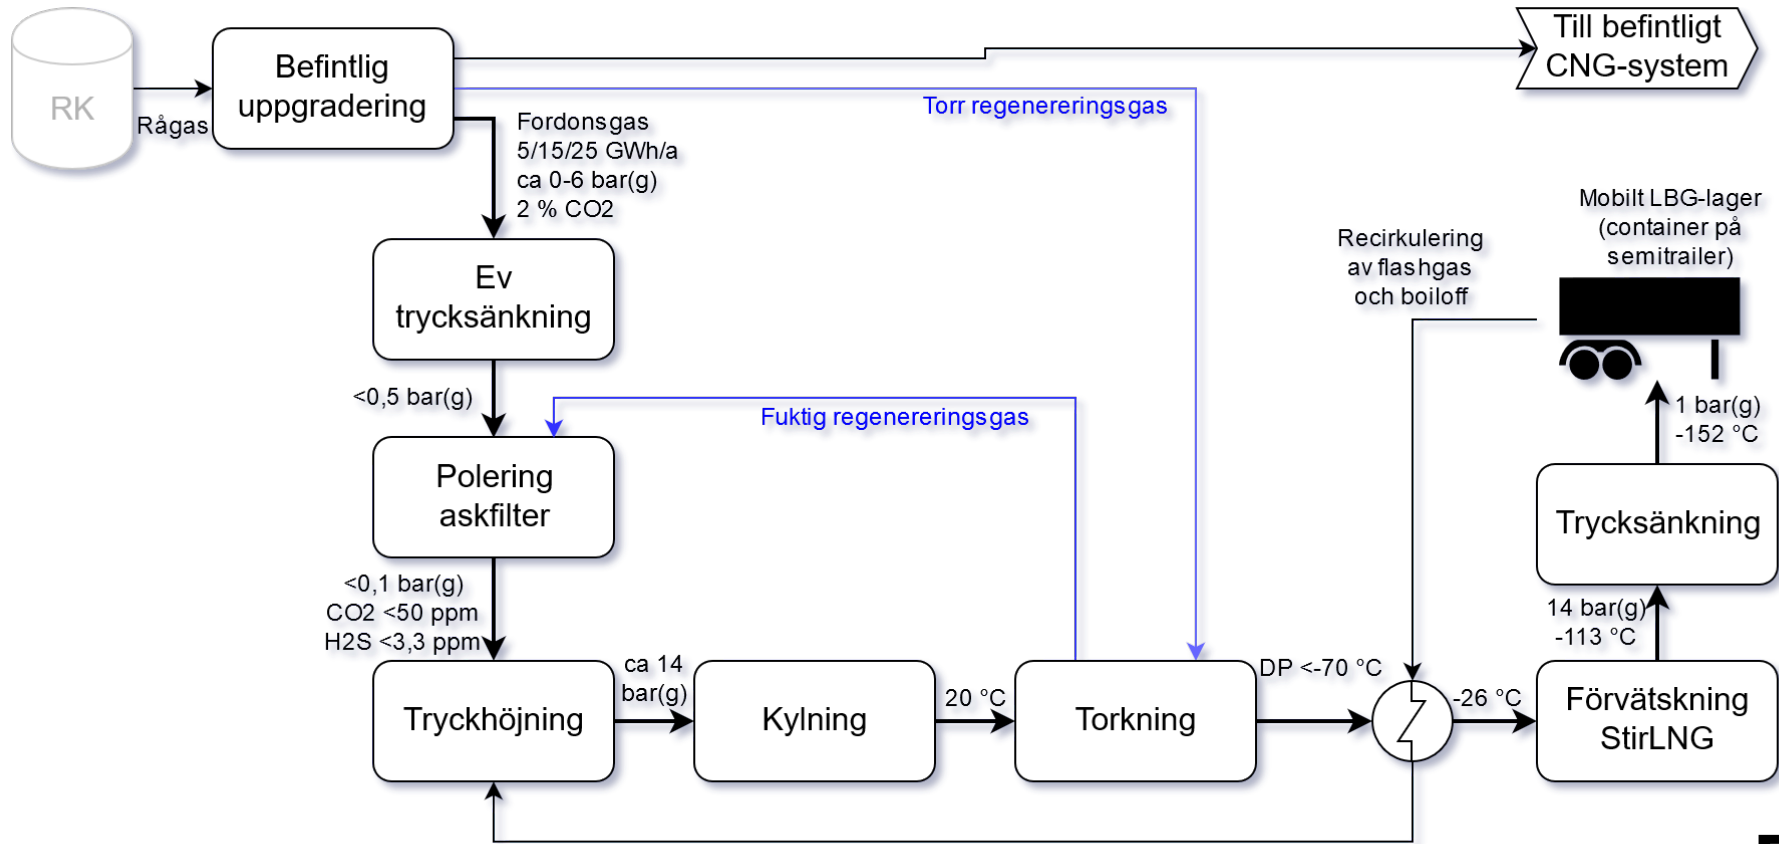 RK
Rågas
Befintlig
uppgradering
Till befintligt
CNG-system
Torr regenereringsgas
Fordonsgas
5/15/25 GWh/a
ca 0-6 bar(g)
2 % CO2
Ev
trycksänkning
<0,5 bar(g)
Fuktig regenereringsgas
Polering
askfilter
<0,1 bar(g)
CO2 <50 ppm
H2S <3,3 ppm
Tryckhöjning
ca 14
bar(g)
Kylning
20 °C
Torkning
DP <-70 °C
Recirkulering
av flashgas
och boiloff
-26 °C
Förvätskning
StirLNG
14 bar(g)
-113 °C
Trycksänkning
1 bar(g)
-152 °C
Mobilt LBG-lager
(container på
semitrailer)